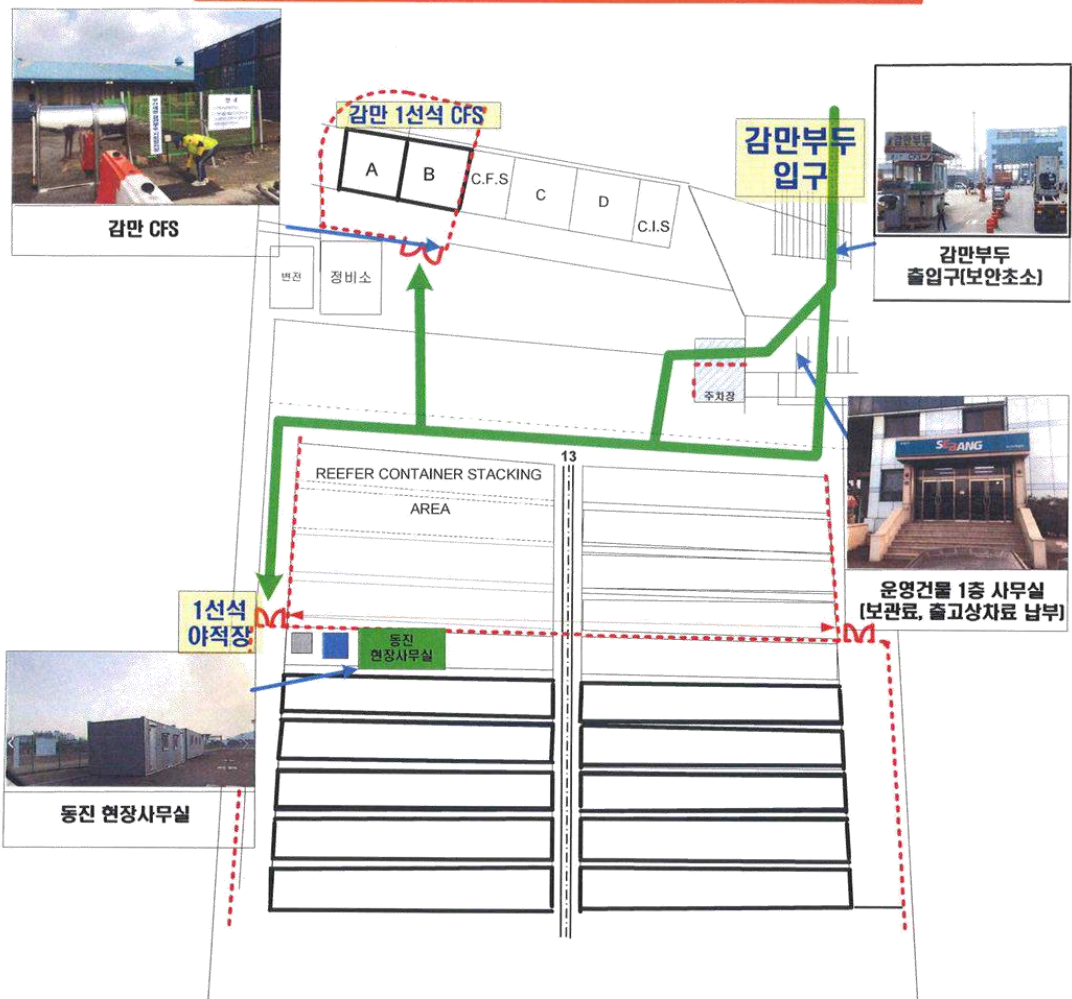 감만 CFS
감만 1선석 CFS
A
B
C.F.S
C
D
C.I.S
감만부두
입구
감만부두
감만부두
출입구(보안초소)
변전
정비소
주차장
SEBANG
운영건물 1층 사무실
(보관료, 출고상차료 납부)
13
REEFER CONTAINER STACKING
AREA
1선석
야적장
동진
현장사무실
동진 현장사무실